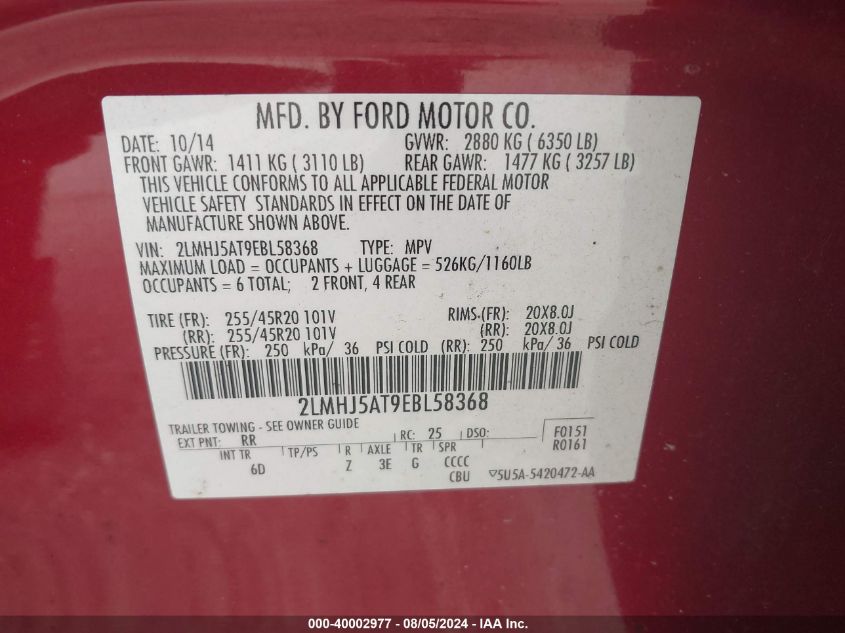 MFD. BY FORD MOTOR CO.
DATE: 10/14 GVWR: 2880 KG ( 6350 LB)
FRONT GAWR: 1411 KG ( 3110 LB) REAR GAWR: 1477 KG ( 3257 LB)
THIS VEHICLE CONFORMS TO ALL APPLICABLE FEDERAL MOTOR
VEHICLE SAFETY STANDARDS IN EFFECT ON THE DATE OF
MANUFACTURE SHOWN ABOVE.
VIN: 2LMHJ5AT9EBL58368 TYPE: MPV
MAXIMUM LOAD = OCCUPANTS + LUGGAGE = 526KG/1160LB
OCCUPANTS = 6 TOTAL; 2 FRONT, 4 REAR
TIRE (FR): 255/45R20 101V RIMS (FR): 20X8.0J
(RR): 255/45R20 101V (RR): 20X8.0J
PRESSURE (FR): 250 kPa/ 36 PSI COLD (RR): 250 kPa/ 36 PSI COLD
2LMHJ5AT9EBL58368
TRAILER TOWING - SEE OWNER GUIDE
EXT PNT: RR RC: 25 DSO: F0151
INT TR TP/PS R AXLE TR SPR R0161
6D Z 3E G CCCC
CBU 5U5A-5420472-AA
000-40002977 - 08/05/2024 - IAA Inc.